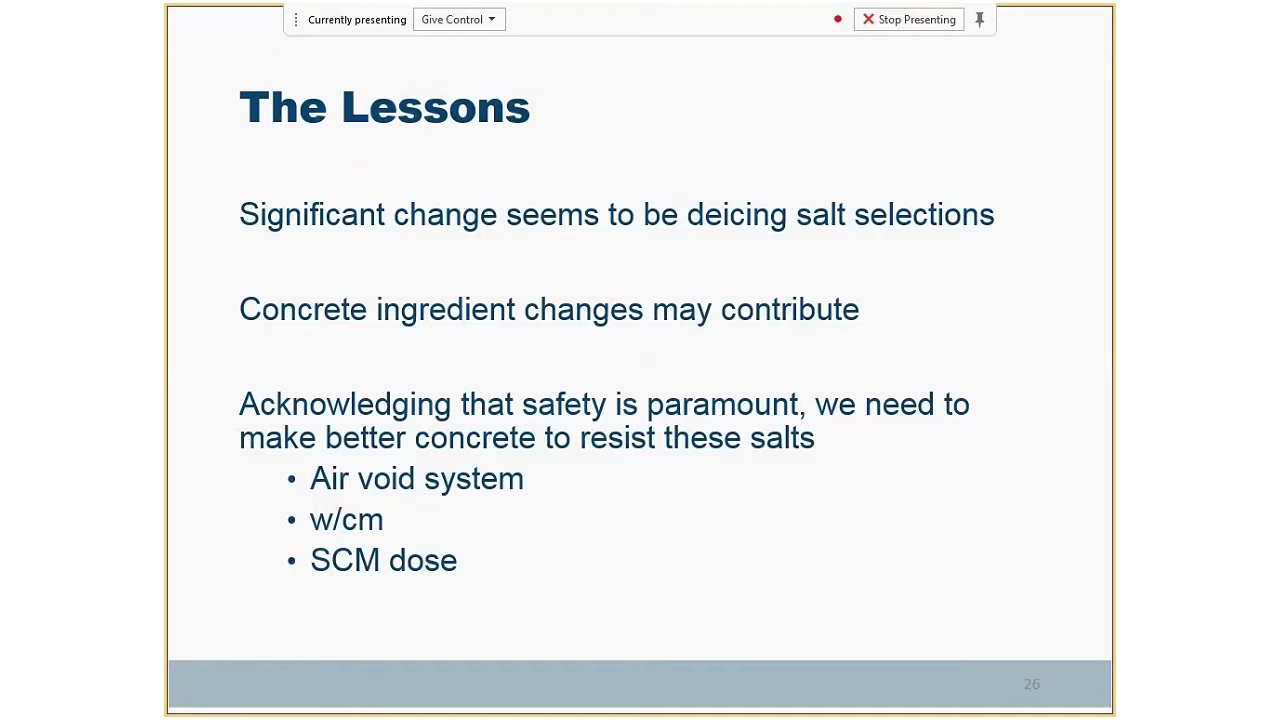 Currently presenting Give Control Stop Presenting
The Lessons
Significant change seems to be deicing salt selections
Concrete ingredient changes may contribute
Acknowledging that safety is paramount, we need to
make better concrete to resist these salts
• Air void system
• w/cm
• SCM dose
26